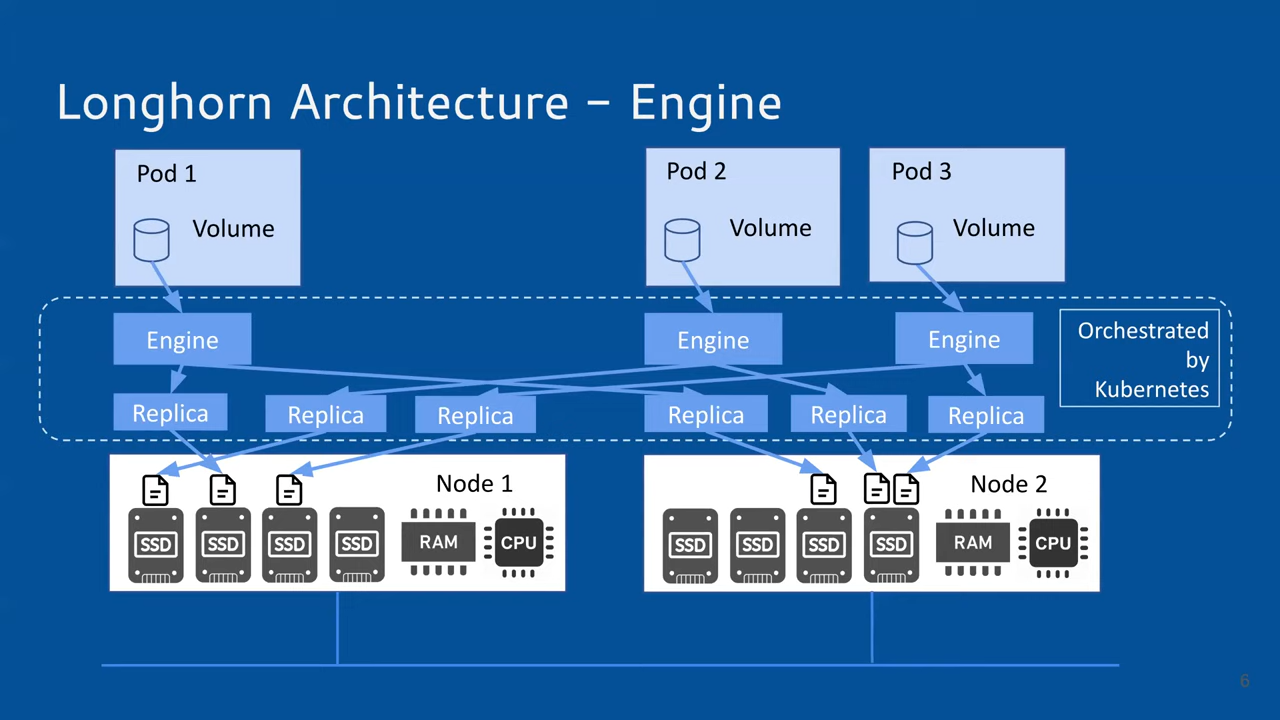 Longhorn Architecture - Engine
Pod 1
Volume
Pod 2
Volume
Pod 3
Volume
Engine
Engine
Engine
Orchestrated
by
Kubernetes
Replica
Replica
Replica
Replica
Replica
Replica
Node 1
SSD
SSD
SSD
SSD
RAM
CPU
Node 2
SSD
SSD
SSD
SSD
RAM
CPU
6